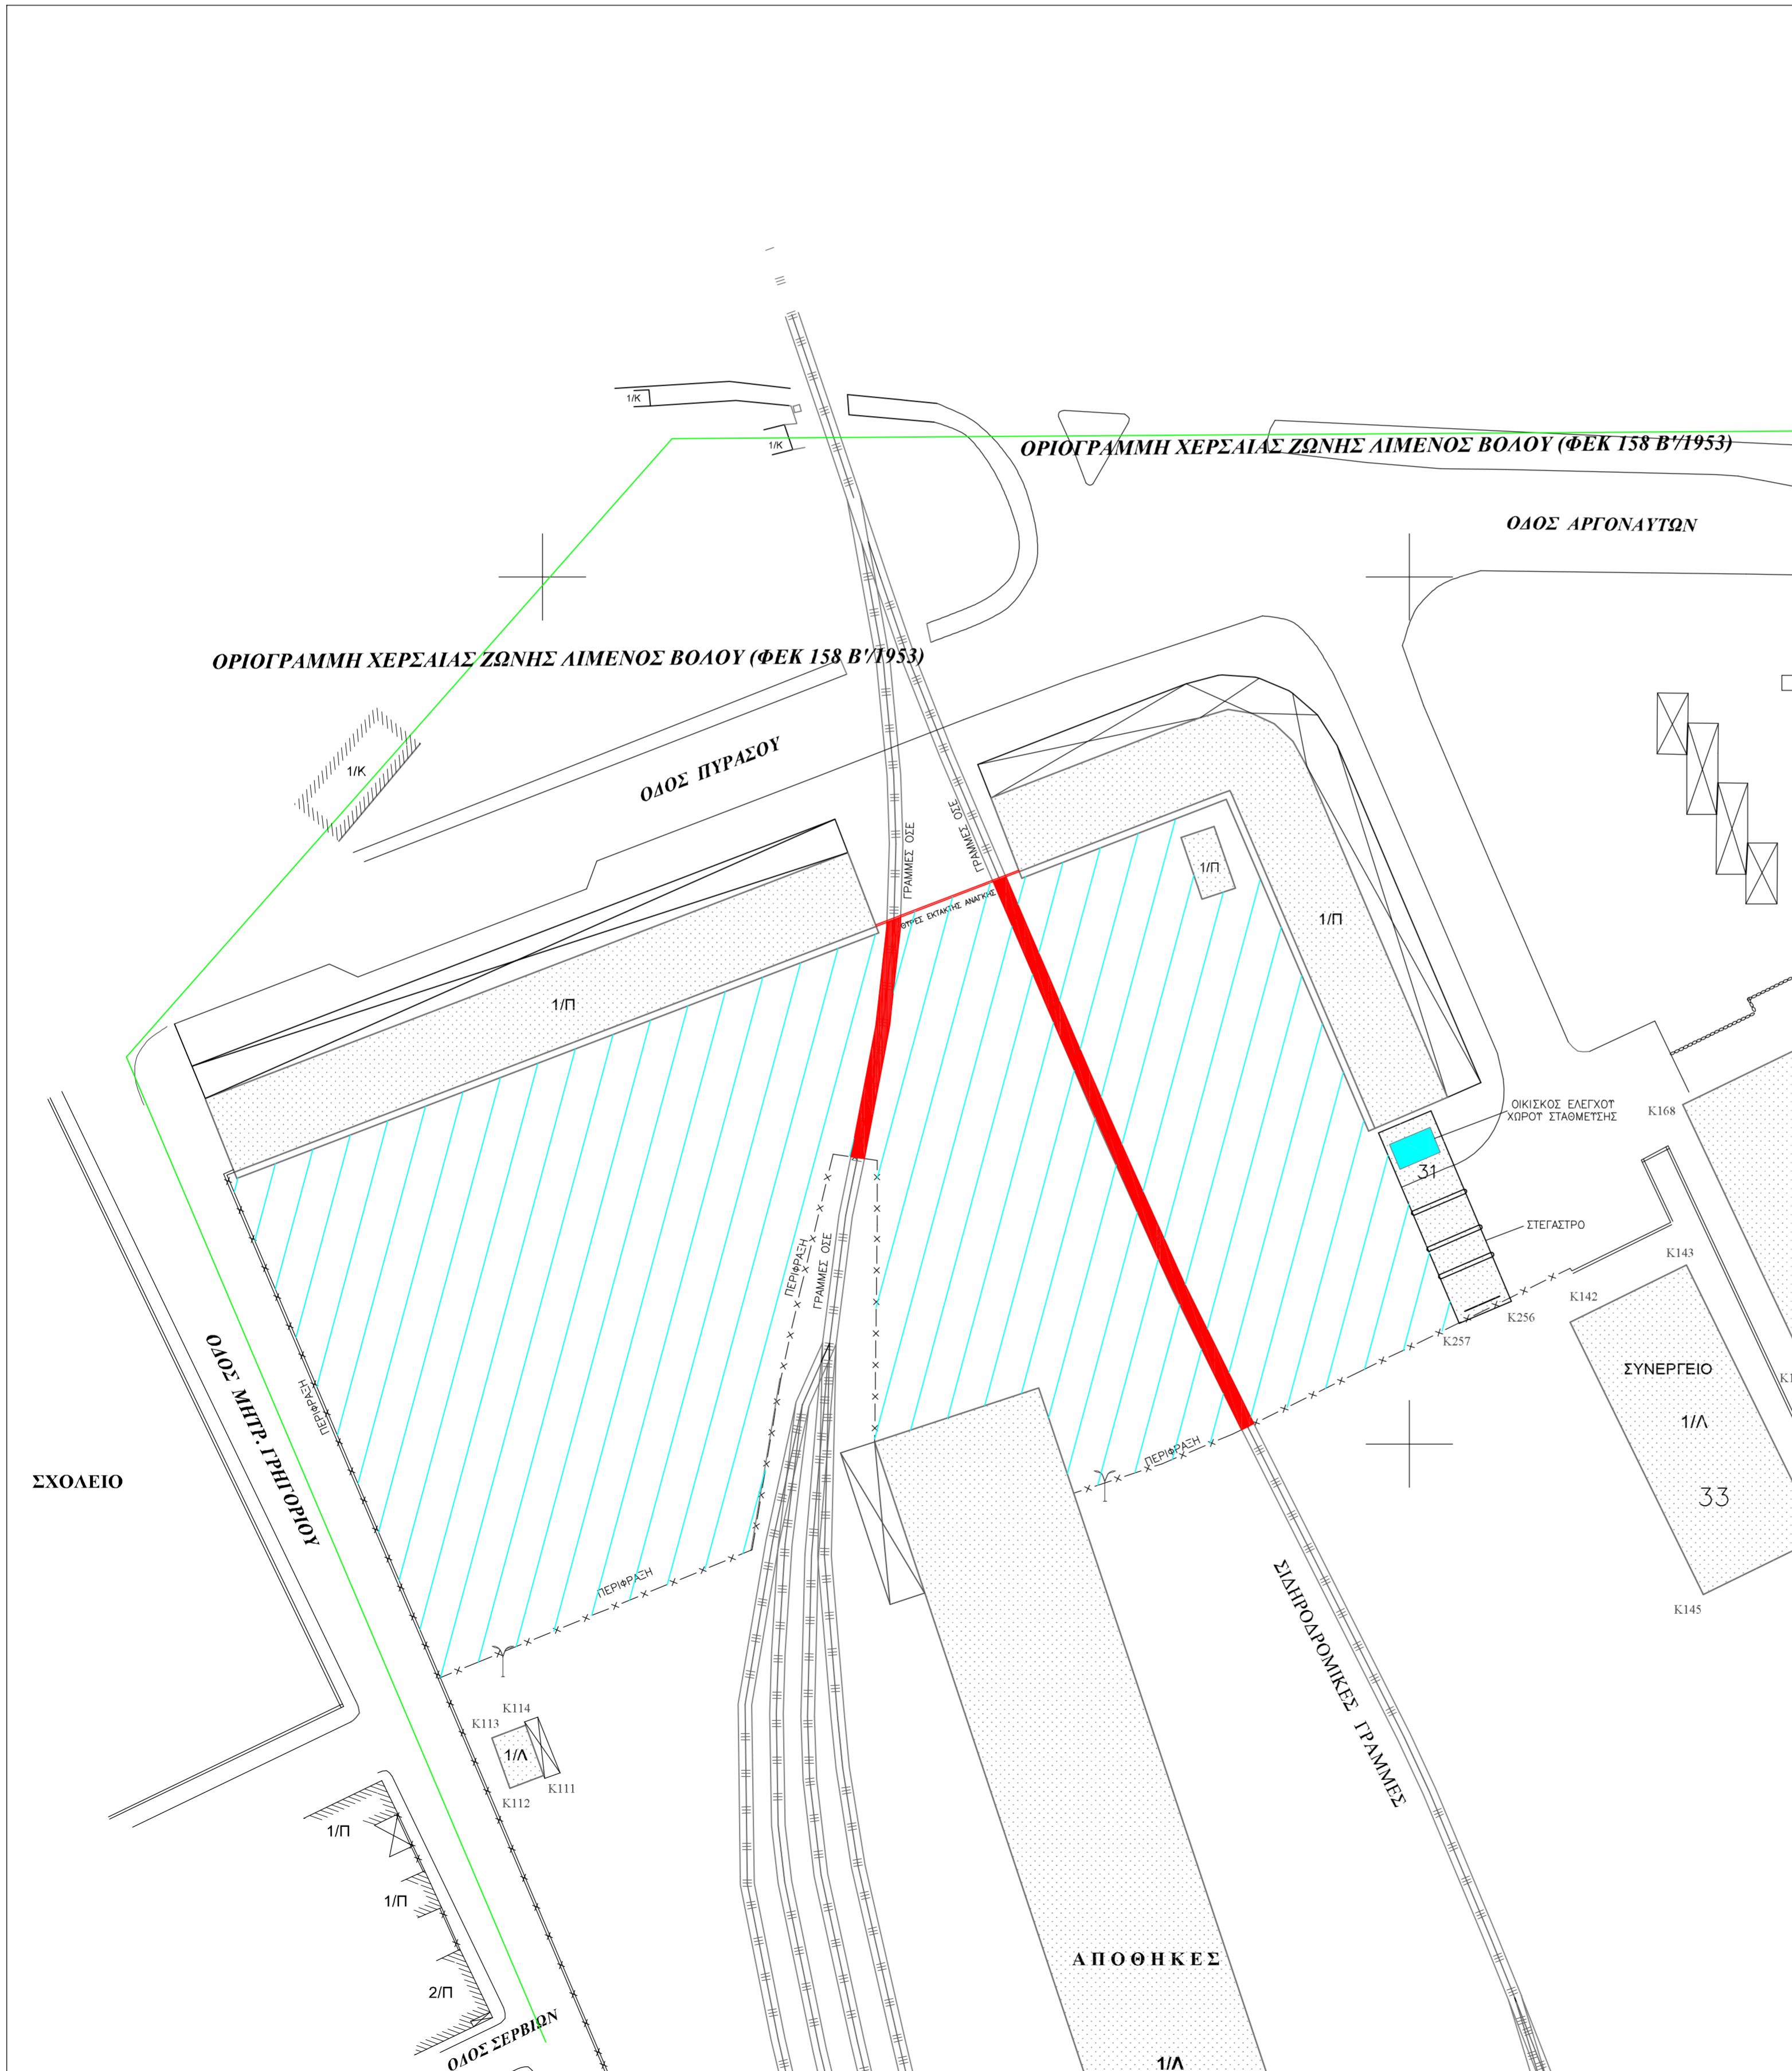 1/Κ
1/Κ
ΟΡΙΟΓΡΑΜΜΗ ΧΕΡΣΑΙΑΣ ΖΩΝΗΣ ΛΙΜΕΝΟΣ ΒΟΛΟΥ (ΦΕΚ 158 Β'/1953)
ΟΔΟΣ ΑΡΓΟΝΑΥΤΩΝ
ΟΡΙΟΓΡΑΜΜΗ ΧΕΡΣΑΙΑΣ ΖΩΝΗΣ ΛΙΜΕΝΟΣ ΒΟΛΟΥ (ΦΕΚ 158 Β'/1953)
1/Κ
ΟΔΟΣ ΠΥΡΑΣΟΥ
ΓΡΑΜΜΕΣ ΟΣΕ
ΓΡΑΜΜΕΣ ΟΣΕ
1/Π
1/Π
ΘΥΡΕΣ ΕΚΤΑΚΤΗΣ ΑΝΑΓΚΗΣ
1/Π
ΟΙΚΙΣΚΟΣ ΕΛΕΓΧΟΥ
ΧΩΡΟΥ ΣΤΑΘΜΕΥΣΗΣ
K168
31
ΣΤΕΓΑΣΤΡΟ
K143
K142
K256
K257
ΠΕΡΙΦΡΑΞΗ
ΓΡΑΜΜΕΣ ΟΣΕ
ΣΥΝΕΡΓΕΙΟ
1/Λ
33
K145
ΟΔΟΣ ΜΗΤΡ. ΓΡΗΓΟΡΙΟΥ
ΠΕΡΙΦΡΑΞΗ
ΠΕΡΙΦΡΑΞΗ
ΣΧΟΛΕΙΟ
ΠΕΡΙΦΡΑΞΗ
ΣΙΔΗΡΟΔΡΟΜΙΚΕΣ ΓΡΑΜΜΕΣ
K114
K113
1/Λ
K111
K112
1/Π
1/Π
2/Π
ΟΔΟΣ ΣΕΡΒΙΩΝ
ΑΠΟΘΗΚΕΣ
1/Λ